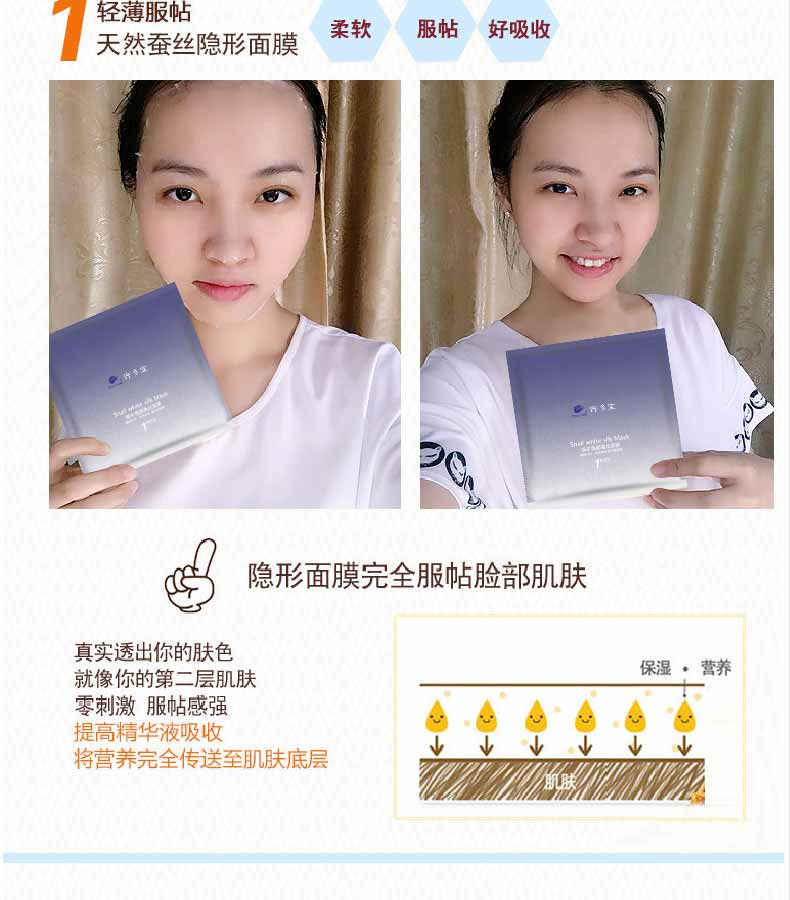 1
轻薄服帖
天然蚕丝隐形面膜
柔软
服帖
好吸收
Snail white silk Mask
Snail white silk Mask
隐形面膜完全服帖脸部肌肤
真实透出你的肤色
就像你的第二层肌肤
零刺激 服帖感强
提高精华液吸收
将营养完全传送至肌肤底层
保湿 · 营养
肌肤